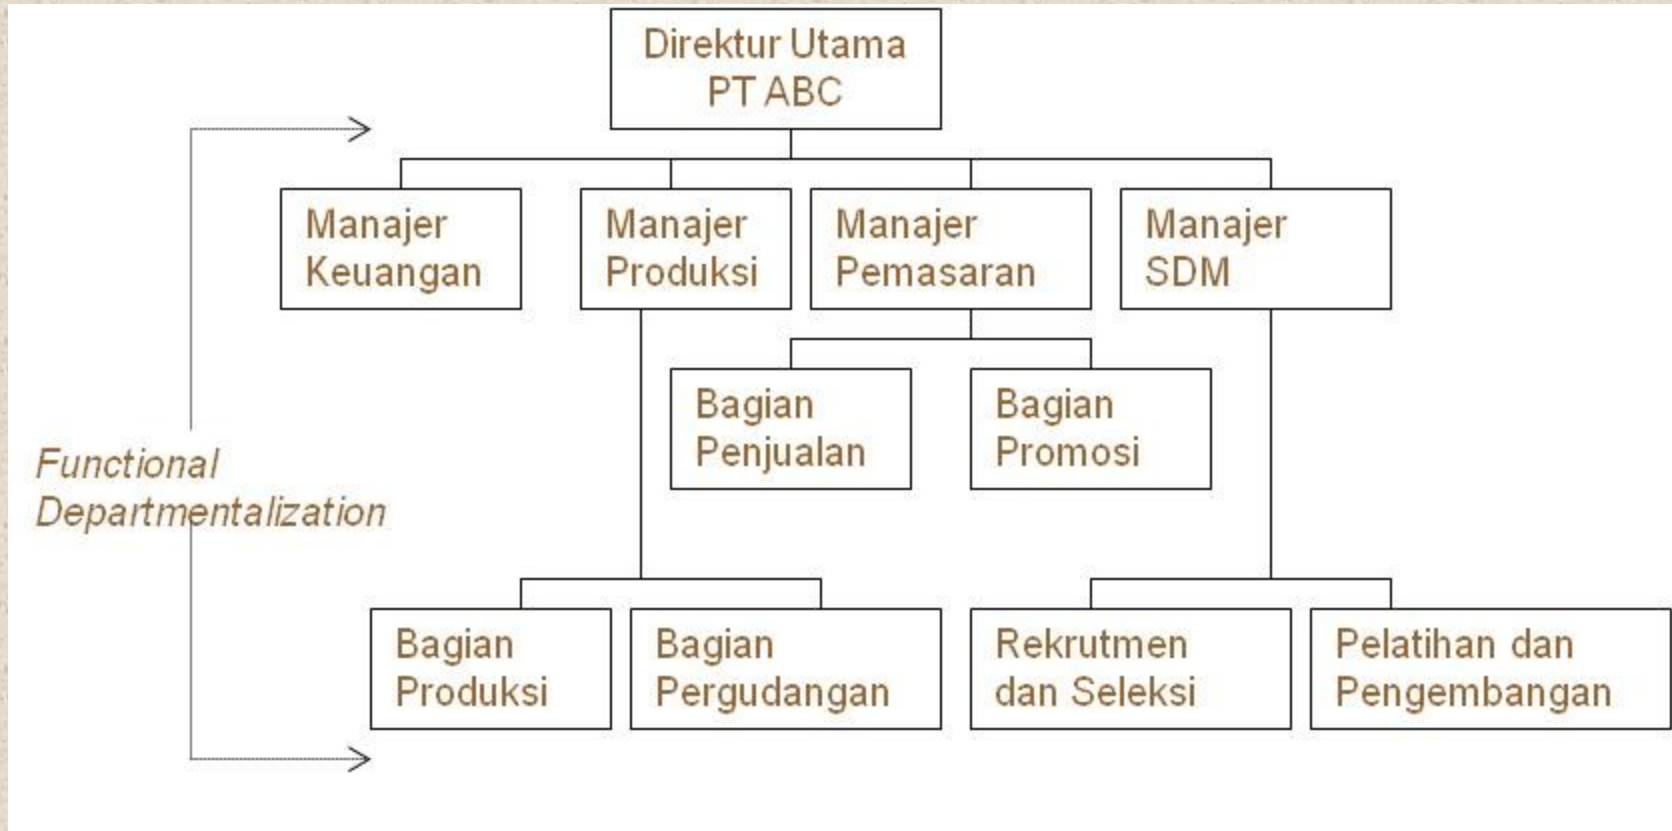 Direktur Utama
PT ABC
Manajer
Keuangan
Manajer
Produksi
Manajer
Pemasaran
Manajer
SDM
Bagian
Penjualan
Bagian
Promosi
Functional
Departmentalization
Bagian
Produksi
Bagian
Pergudangan
Rekrutmen
dan Seleksi
Pelatihan dan
Pengembangan